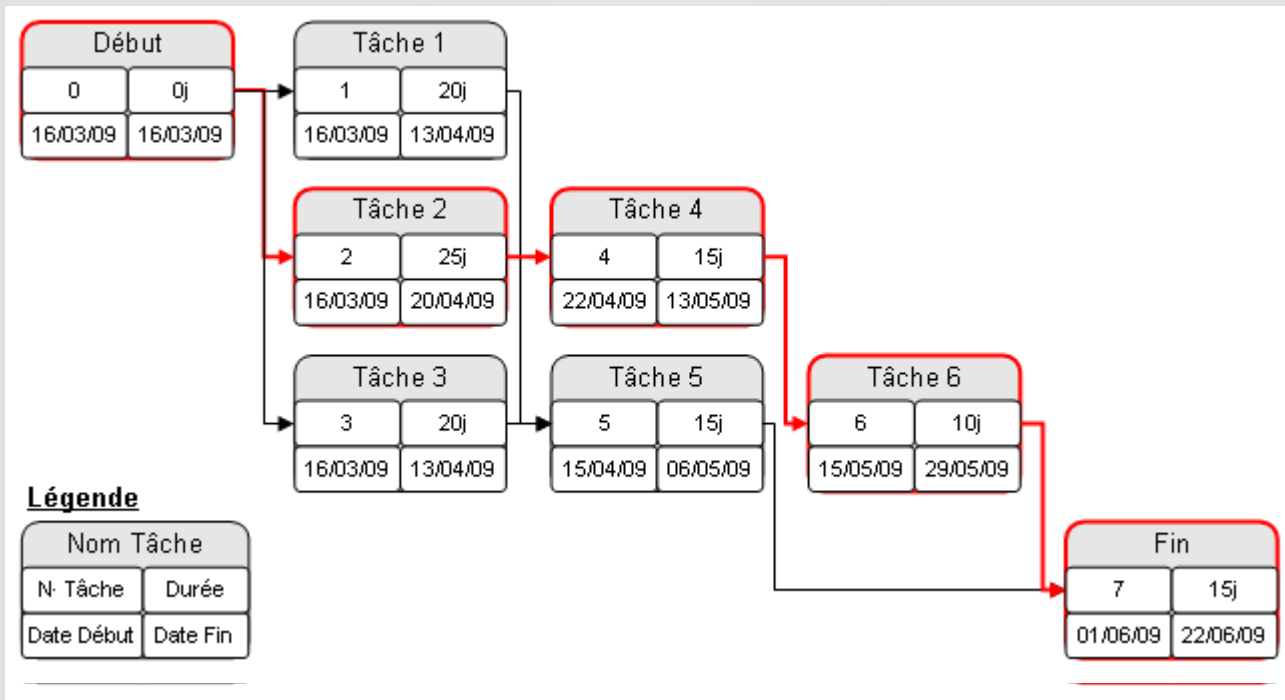 Début
0 0j
16/03/09 16/03/09
Tâche 1
1 20j
16/03/09 13/04/09
Tâche 2
2 25j
16/03/09 20/04/09
Tâche 4
4 15j
22/04/09 13/05/09
Tâche 3
3 20j
16/03/09 13/04/09
Tâche 5
5 15j
15/04/09 06/05/09
Tâche 6
6 10j
15/05/09 29/05/09
Fin
7 15j
01/06/09 22/06/09
Légende
Nom Tâche
N· Tâche Durée
Date Début Date Fin